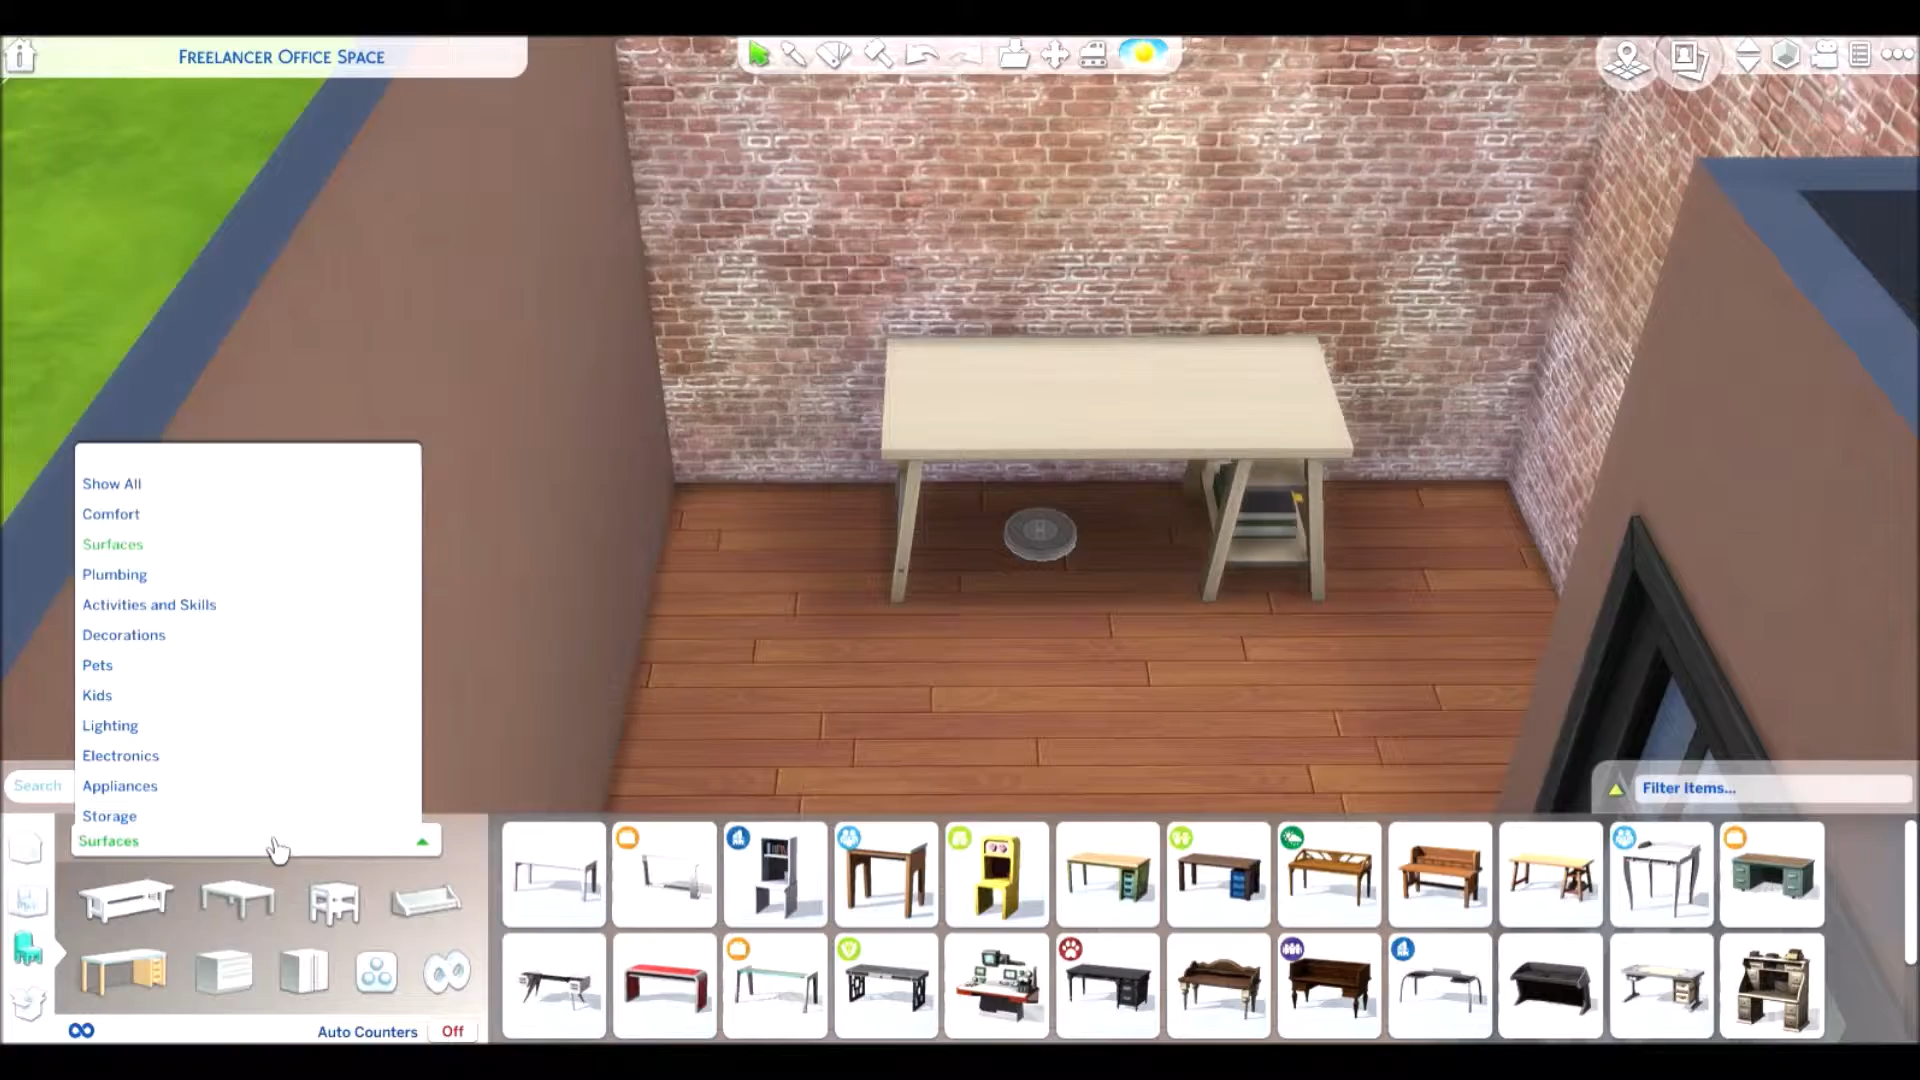 FREELANCER OFFICE SPACE
Show All
Comfort
Surfaces
Plumbing
Activities and Skills
Decorations
Pets
Kids
Lighting
Electronics
Appliances
Storage
Search
Surfaces
Filter Items...
Auto Counters Off